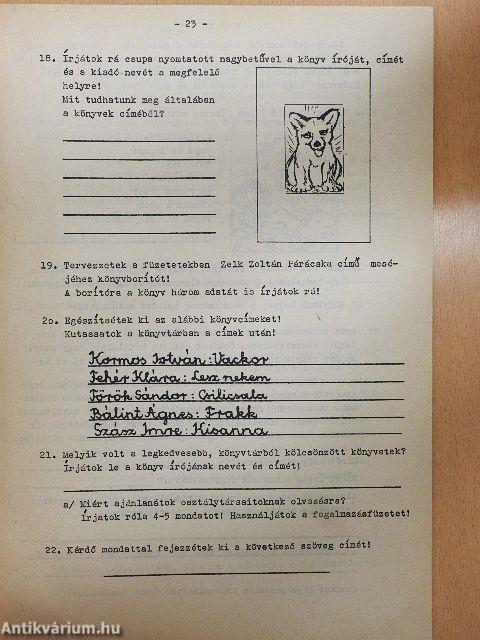 - 23 -
18. Írjátok rá csupa nyomtatott nagybetűvel a könyv íróját, címét
és a kiadó nevét a megfelelő
helyre!
Mit tudhatunk meg általában
a könyvek címéből?
19. Tervezzetek a füzetetekben Zelk Zoltán Párácska című mesé-
jéhez könyvborítót!
A borítóra a könyv három adatát is írjátok rá!
2o. Egészítsétek ki az alábbi könyvcímeket!
Kutassatok a könyvtárban a címek után!
Kormos István: Vackor
Fehér Klára: Lesz nekem
Török Sándor: Csilicsala
Bálint Ágnes: Frakk
Szász Imre: Kisanna
21. Melyik volt a legkedvesebb, könyvtárból kölcsönzött könyvetek?
Írjátok le a könyv írójának nevét és címét!
a/ Miért ajánlanátok osztálytársaitoknak olvasásra?
Írjatok róla 4-5 mondatot! Használjátok a fogalmazásfüzetet!
22. Kérdő mondattal fejezzétek ki a következő szöveg címét!
Antikvárium.hu